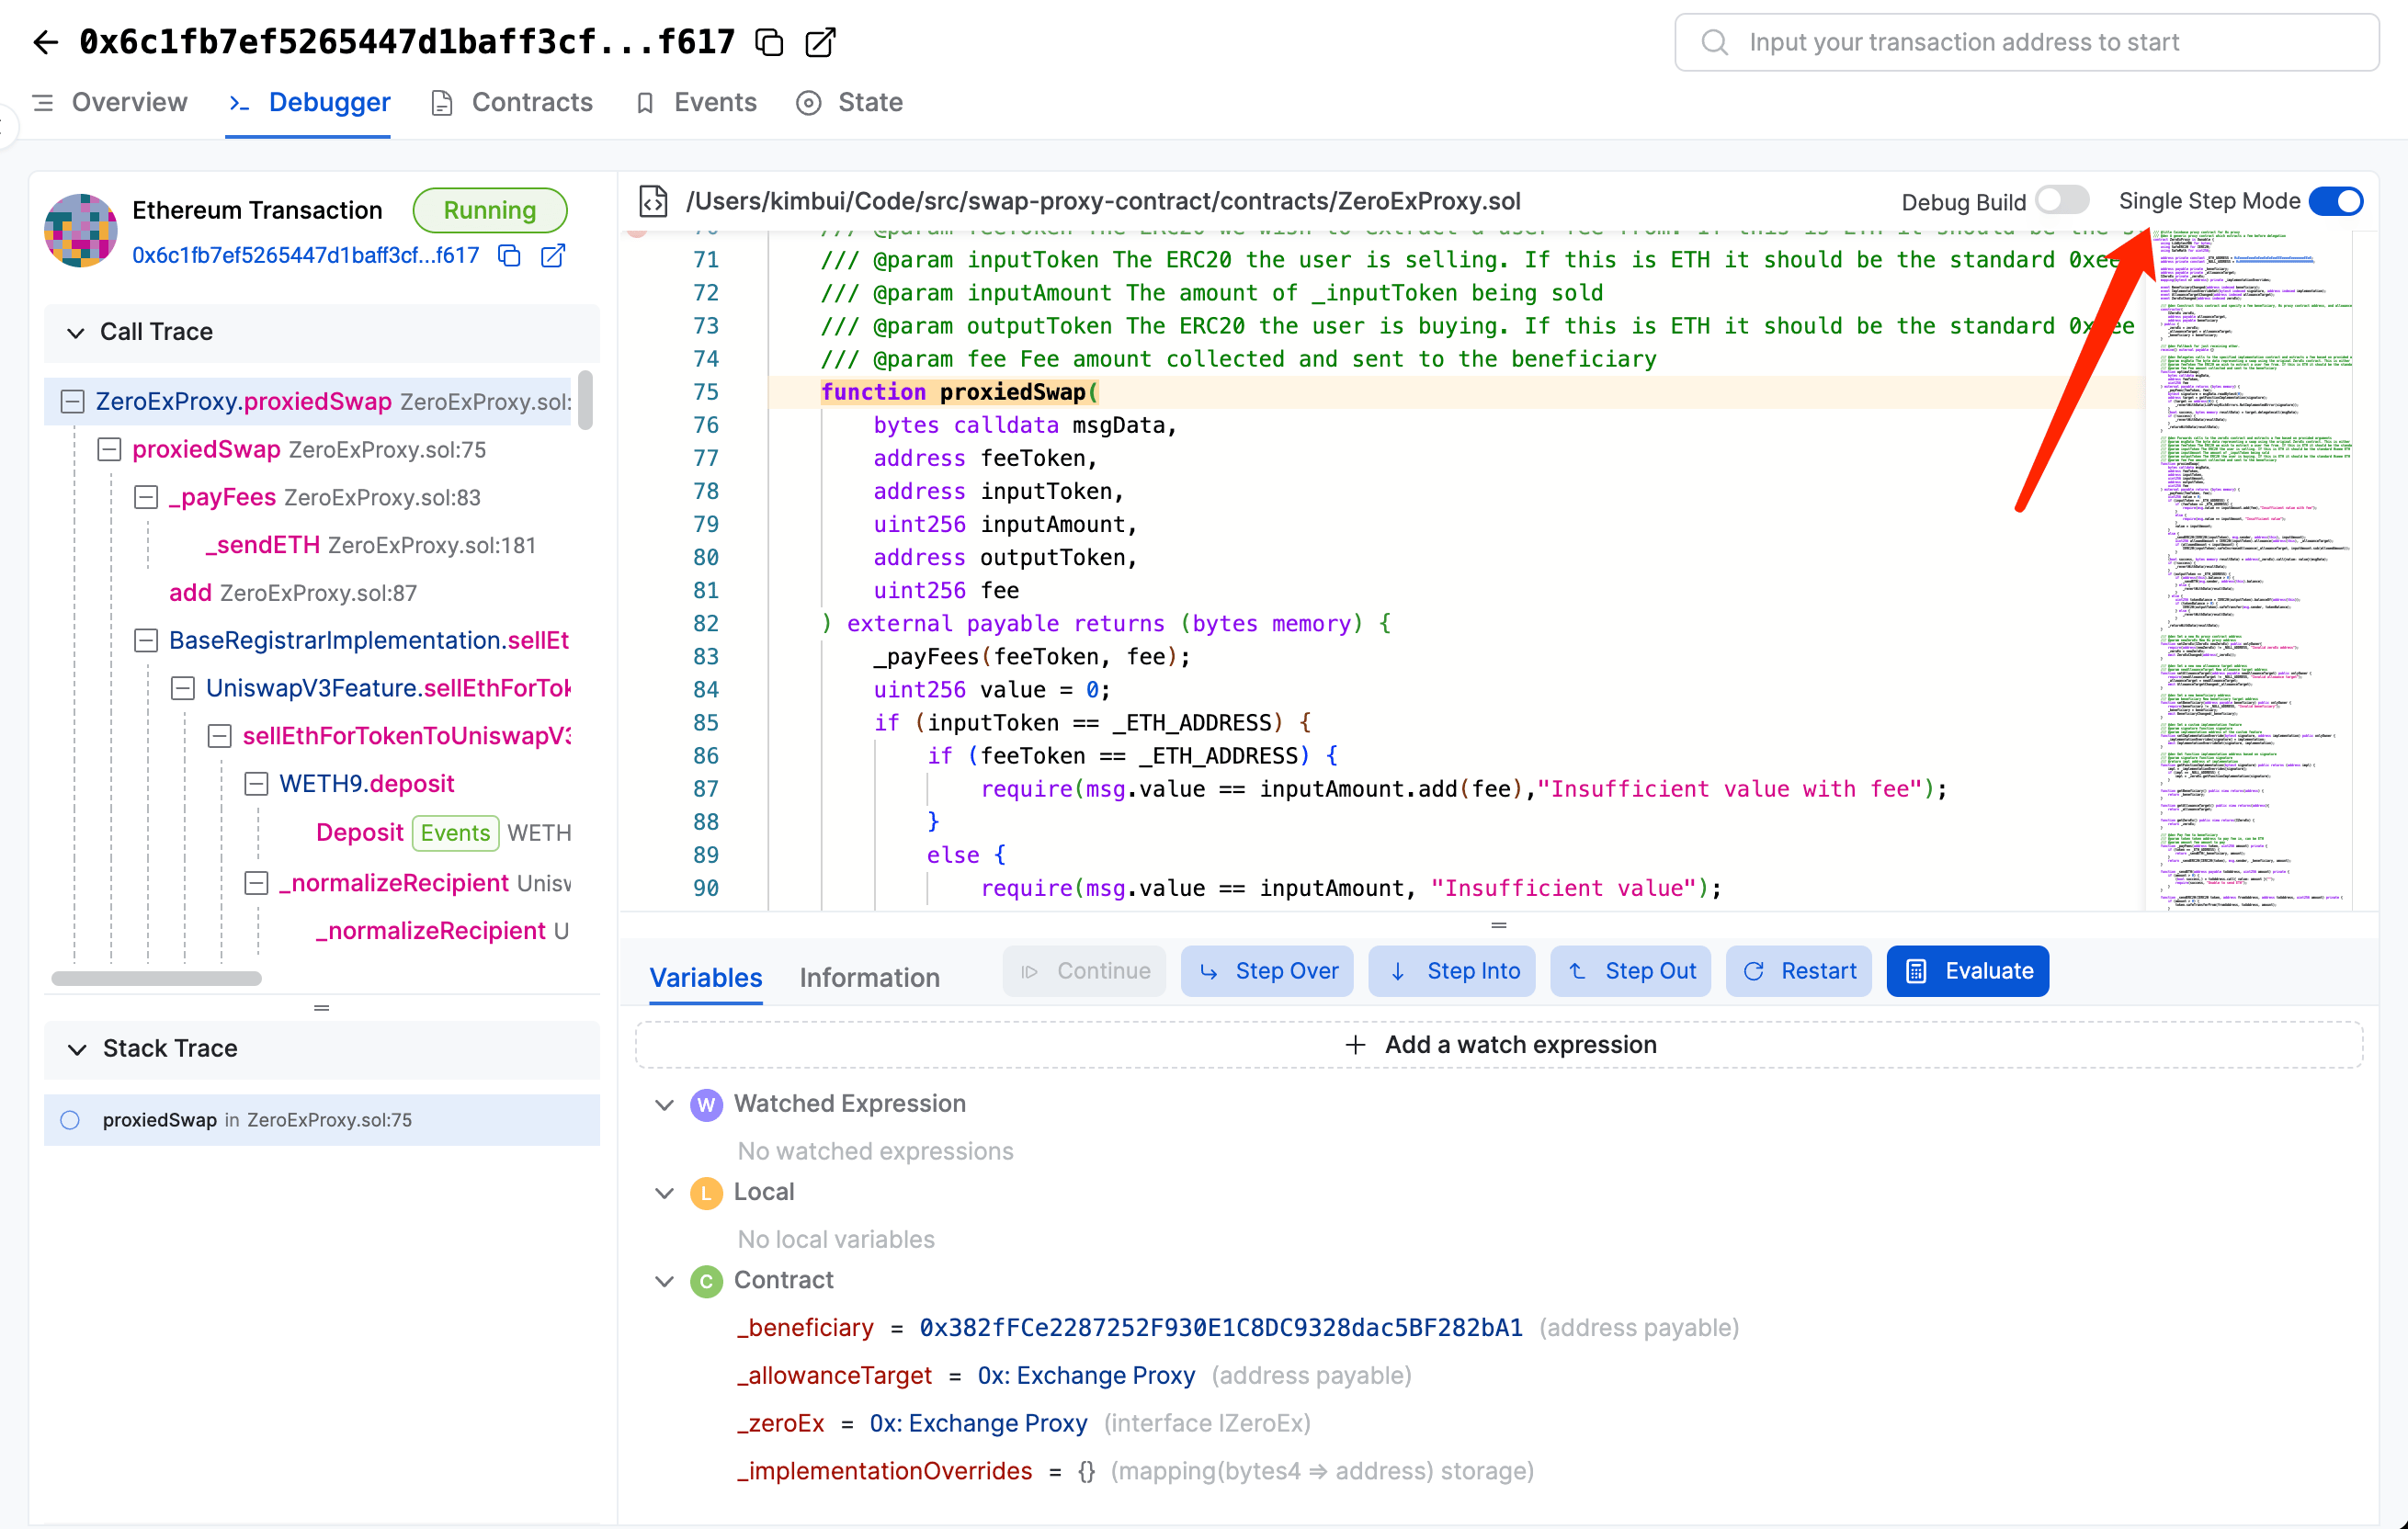 0x6c1fb7ef5265447d1baff3cf...f617
Input your transaction address to start
Overview
Debugger
Contracts
Events
State
Ethereum Transaction
Running
0x6c1fb7ef5265447d1baff3cf...f617
Call Trace
ZeroExProxy.proxiedSwap ZeroExProxy.sol:
proxiedSwap ZeroExProxy.sol:75
_payFees ZeroExProxy.sol:83
_sendETH ZeroExProxy.sol:181
add ZeroExProxy.sol:87
BaseRegistrarImplementation.sellEt
UniswapV3Feature.sellEthForTok
sellEthForTokenToUniswapV3
WETH9.deposit
Deposit Events WETH
_normalizeRecipient Unisv
_normalizeRecipient U
Stack Trace
proxiedSwap in ZeroExProxy.sol:75
/Users/kimbui/Code/src/swap-proxy-contract/contracts/ZeroExProxy.sol
Debug Build
Single Step Mode
71 /// @param inputToken The ERC20 the user is selling. If this is ETH it should be the standard 0xee
72 /// @param inputAmount The amount of _inputToken being sold
73 /// @param outputToken The ERC20 the user is buying. If this is ETH it should be the standard 0xee
74 /// @param fee Fee amount collected and sent to the beneficiary
75 function proxiedSwap(
76 bytes calldata msgData,
77 address feeToken,
78 address inputToken,
79 uint256 inputAmount,
80 address outputToken,
81 uint256 fee
82 ) external payable returns (bytes memory) {
83 _payFees(feeToken, fee);
84 uint256 value = 0;
85 if (inputToken == _ETH_ADDRESS) {
86 if (feeToken == _ETH_ADDRESS) {
87 require(msg.value == inputAmount.add(fee),"Insufficient value with fee");
88 }
89 else {
90 require(msg.value == inputAmount, "Insufficient value");
Variables
Information
Continue
Step Over
Step Into
Step Out
Restart
Evaluate
+ Add a watch expression
W Watched Expression
No watched expressions
L Local
No local variables
C Contract
_beneficiary = 0x382fFCe2287252F930E1C8DC9328dac5BF282bA1 (address payable)
_allowanceTarget = 0x: Exchange Proxy (address payable)
_zeroEx = 0x: Exchange Proxy (interface IZeroEx)
_implementationOverrides = {} (mapping(bytes4 => address) storage)